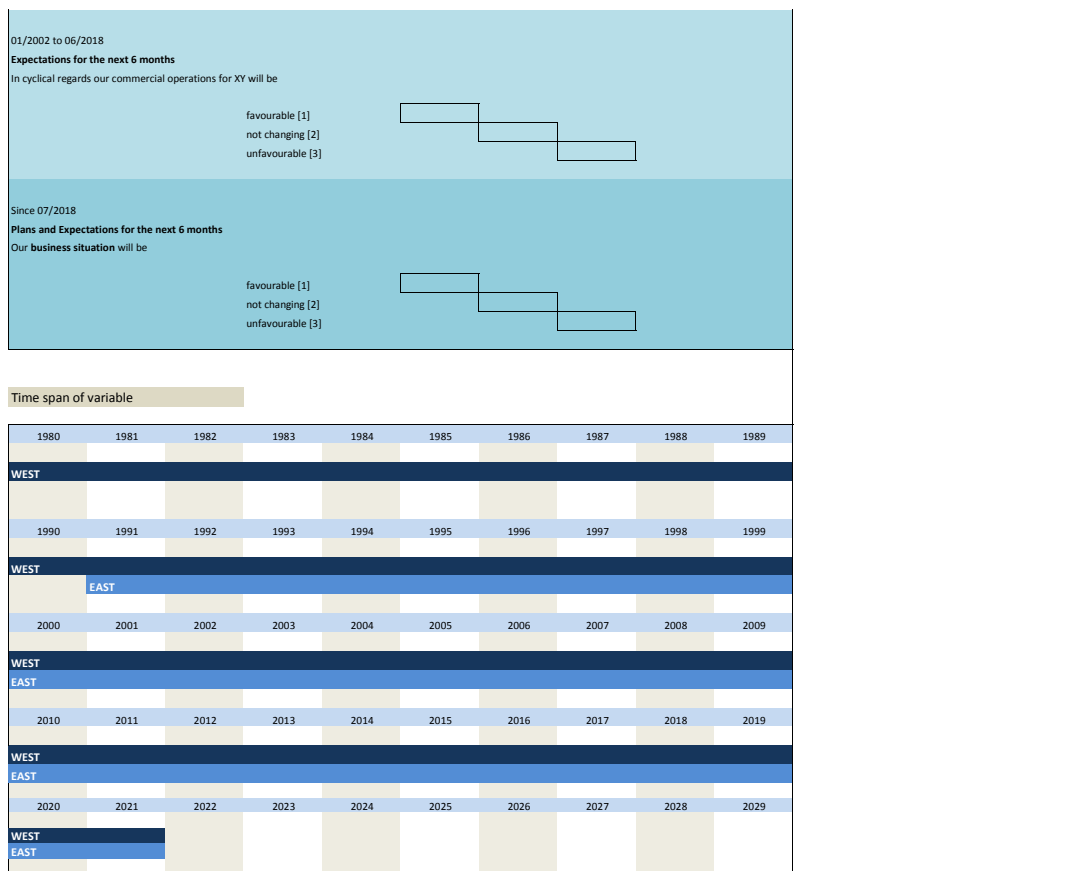 01/2002 to 06/2018
Expectations for the next 6 months
In cyclical regards our commercial operations for XY will be
favourable [1]
not changing [2]
unfavourable [3]
Since 07/2018
Plans and Expectations for the next 6 months
Our business situation will be
favourable [1]
not changing [2]
unfavourable [3]
Time span of variable
1980 1981 1982 1983 1984 1985 1986 1987 1988 1989
WEST
1990 1991 1992 1993 1994 1995 1996 1997 1998 1999
WEST
EAST
2000 2001 2002 2003 2004 2005 2006 2007 2008 2009
WEST
EAST
2010 2011 2012 2013 2014 2015 2016 2017 2018 2019
WEST
EAST
2020 2021 2022 2023 2024 2025 2026 2027 2028 2029
WEST
EAST